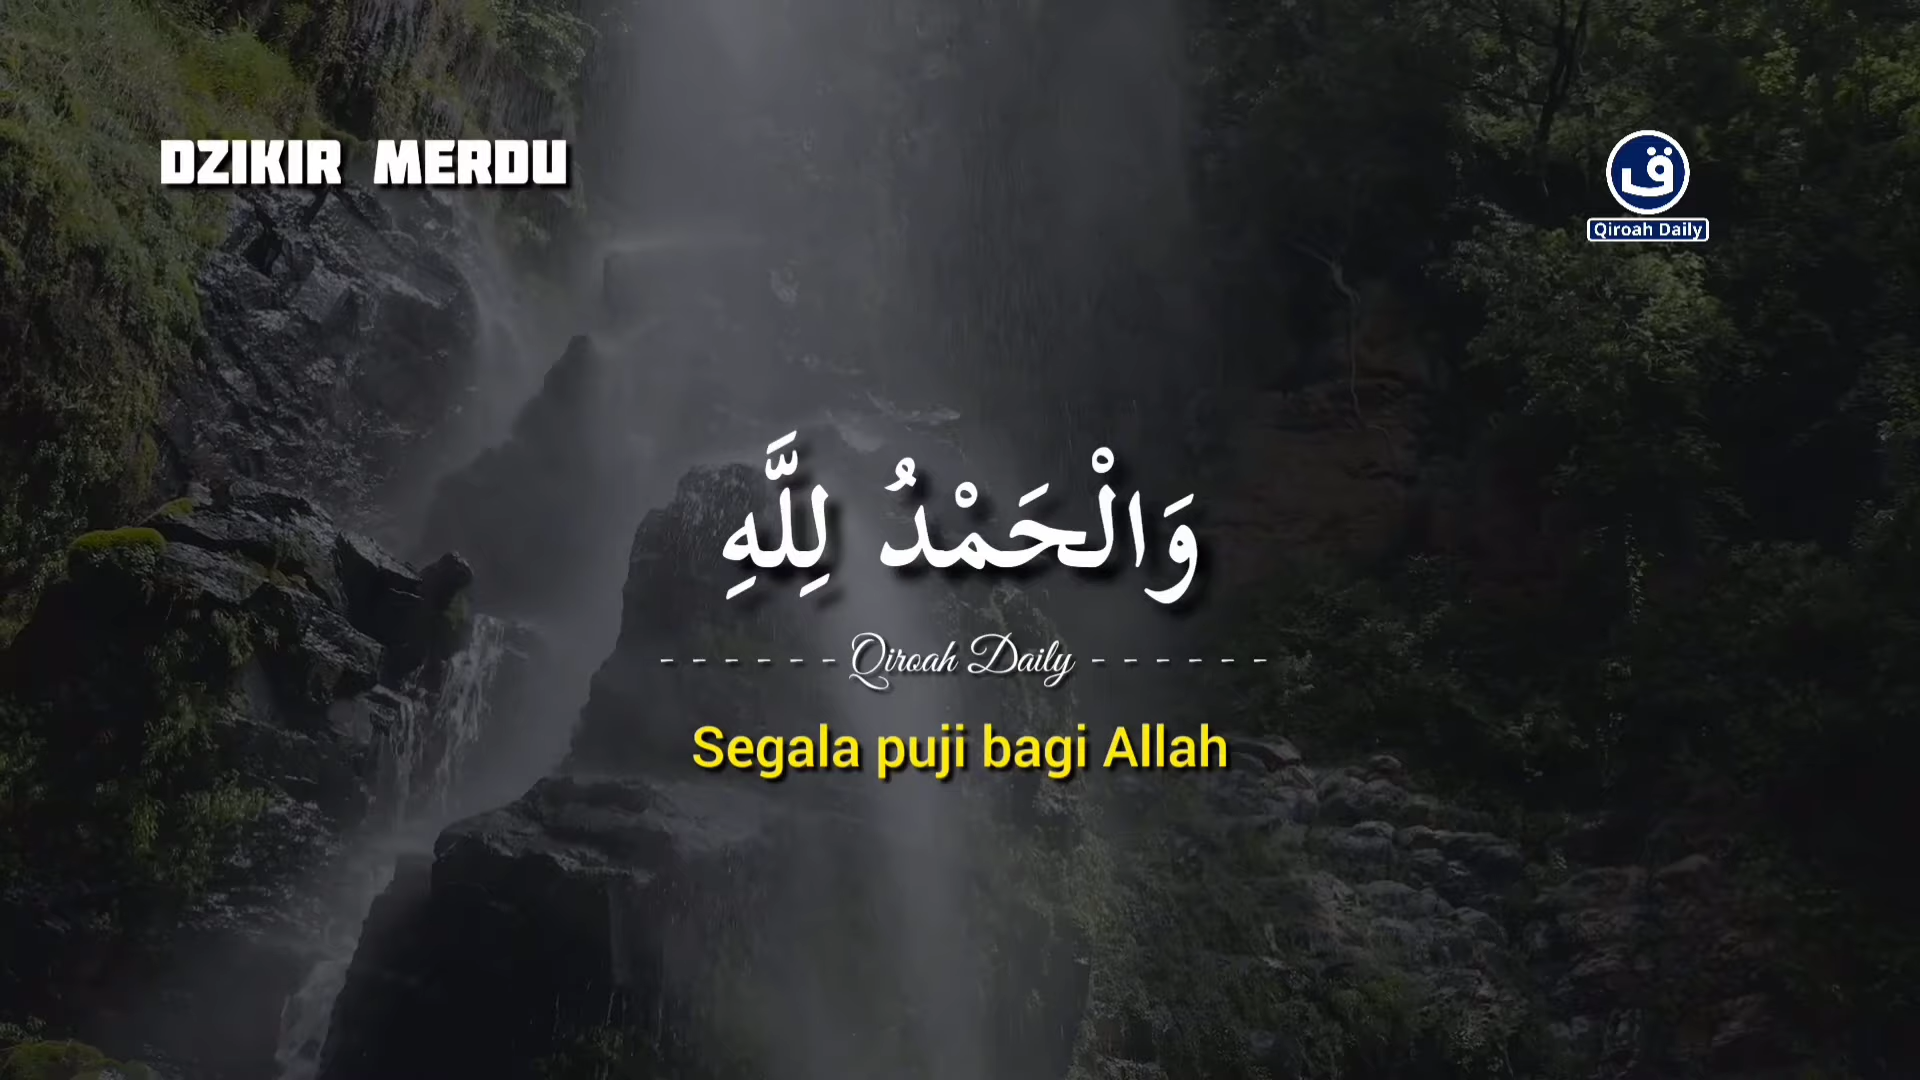 DZIKIR MERDU
ق
Qiroah Daily
وَالْحَمْدُ لِلَّهِ
- - - - - - Qiroah Daily - - - - - -
Segala puji bagi Allah